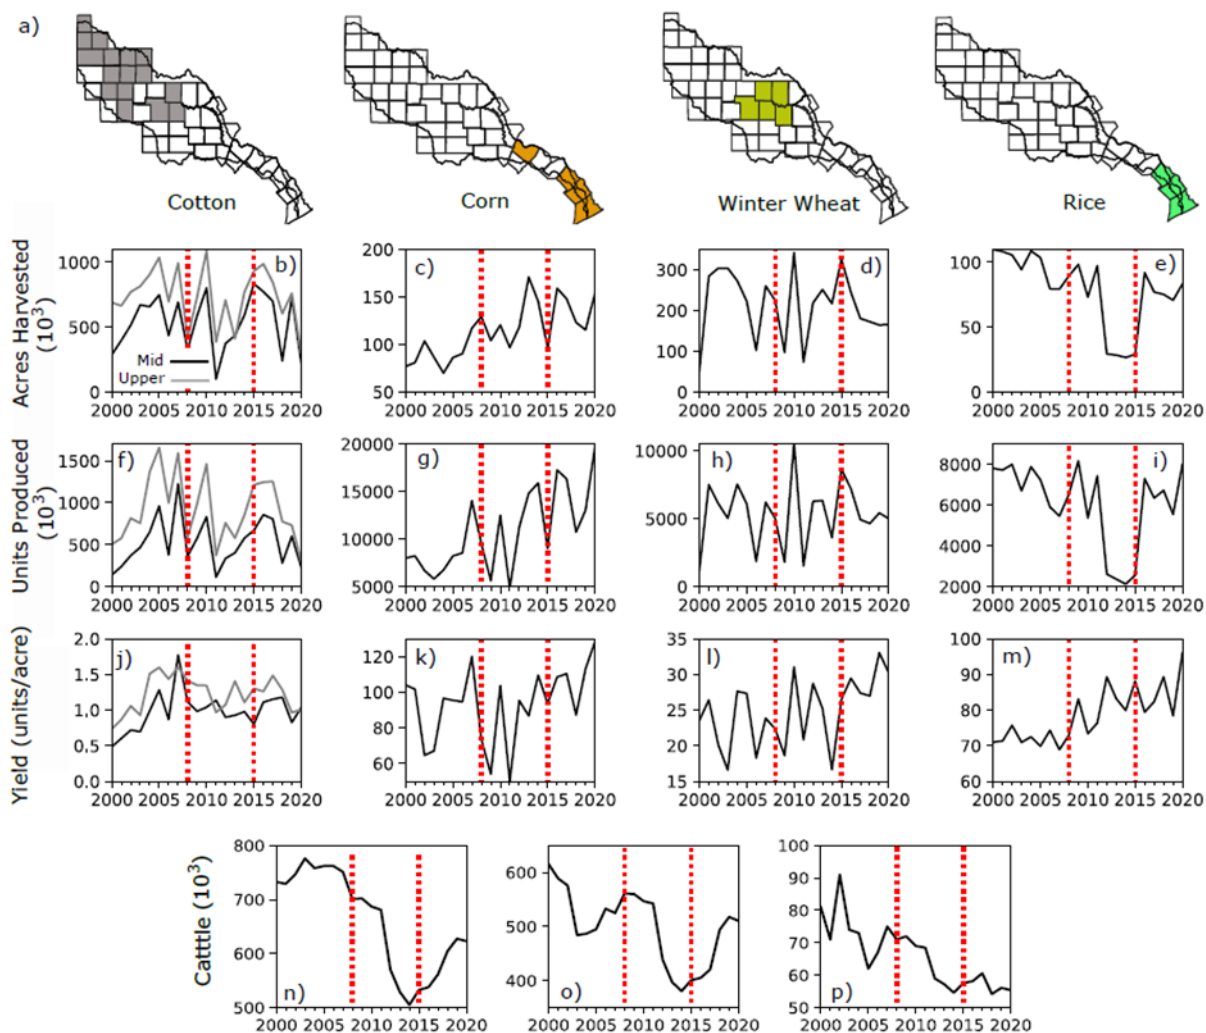 a)
Cotton Corn Winter Wheat Rice
Acres Harvested
(10³)
1000
500
0
b)
Mid
Upper
2000 2005 2010 2015 2020
200
150
100
50
c)
2000 2005 2010 2015 2020
300
200
100
0
d)
2000 2005 2010 2015 2020
100
50
0
e)
2000 2005 2010 2015 2020
Units Produced
(10³)
1500
1000
500
0
f)
2000 2005 2010 2015 2020
20000
15000
10000
5000
g)
2000 2005 2010 2015 2020
10000
5000
0
h)
2000 2005 2010 2015 2020
8000
6000
4000
2000
i)
2000 2005 2010 2015 2020
Yield (units/acre)
2.0
1.5
1.0
0.5
0.0
j)
2000 2005 2010 2015 2020
120
100
80
60
k)
2000 2005 2010 2015 2020
35
30
25
20
15
l)
2000 2005 2010 2015 2020
100
90
80
70
60
m)
2000 2005 2010 2015 2020
Catttle (10³)
800
700
600
500
n)
2000 2005 2010 2015 2020
600
500
400
o)
2000 2005 2010 2015 2020
100
90
80
70
60
50
p)
2000 2005 2010 2015 2020